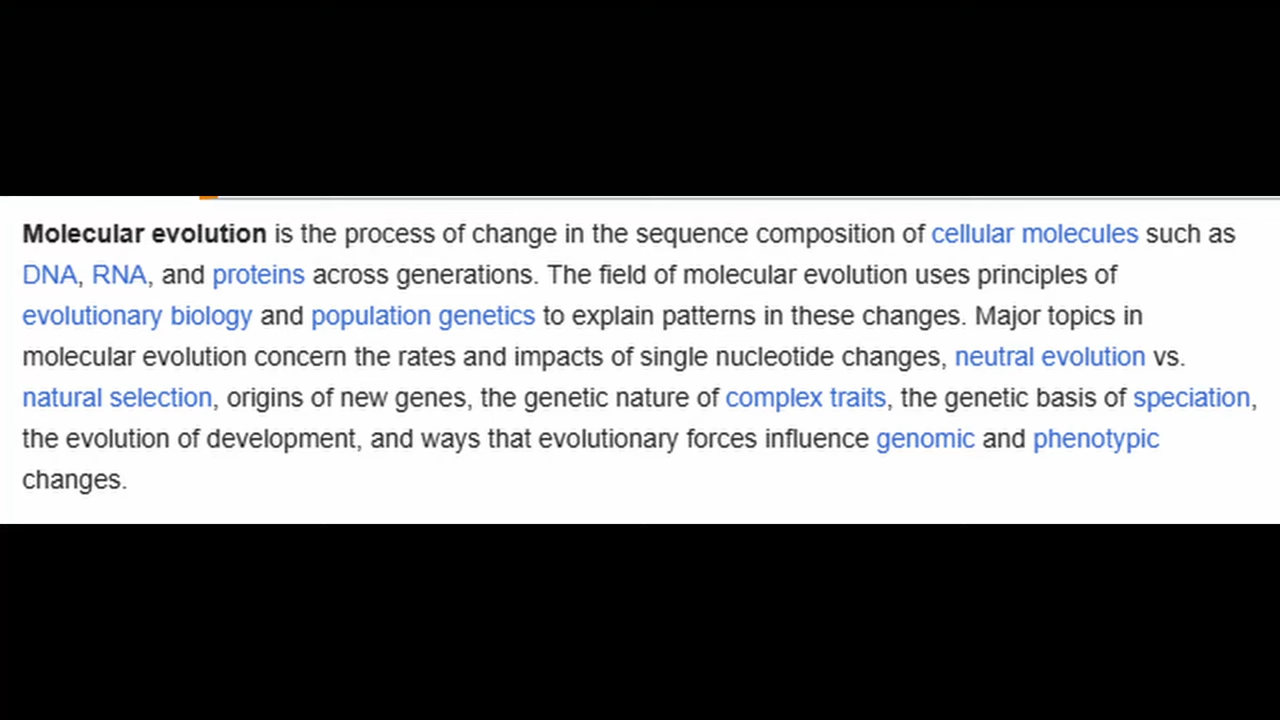 Molecular evolution is the process of change in the sequence composition of cellular molecules such as
DNA, RNA, and proteins across generations. The field of molecular evolution uses principles of
evolutionary biology and population genetics to explain patterns in these changes. Major topics in
molecular evolution concern the rates and impacts of single nucleotide changes, neutral evolution vs.
natural selection, origins of new genes, the genetic nature of complex traits, the genetic basis of speciation,
the evolution of development, and ways that evolutionary forces influence genomic and phenotypic
changes.